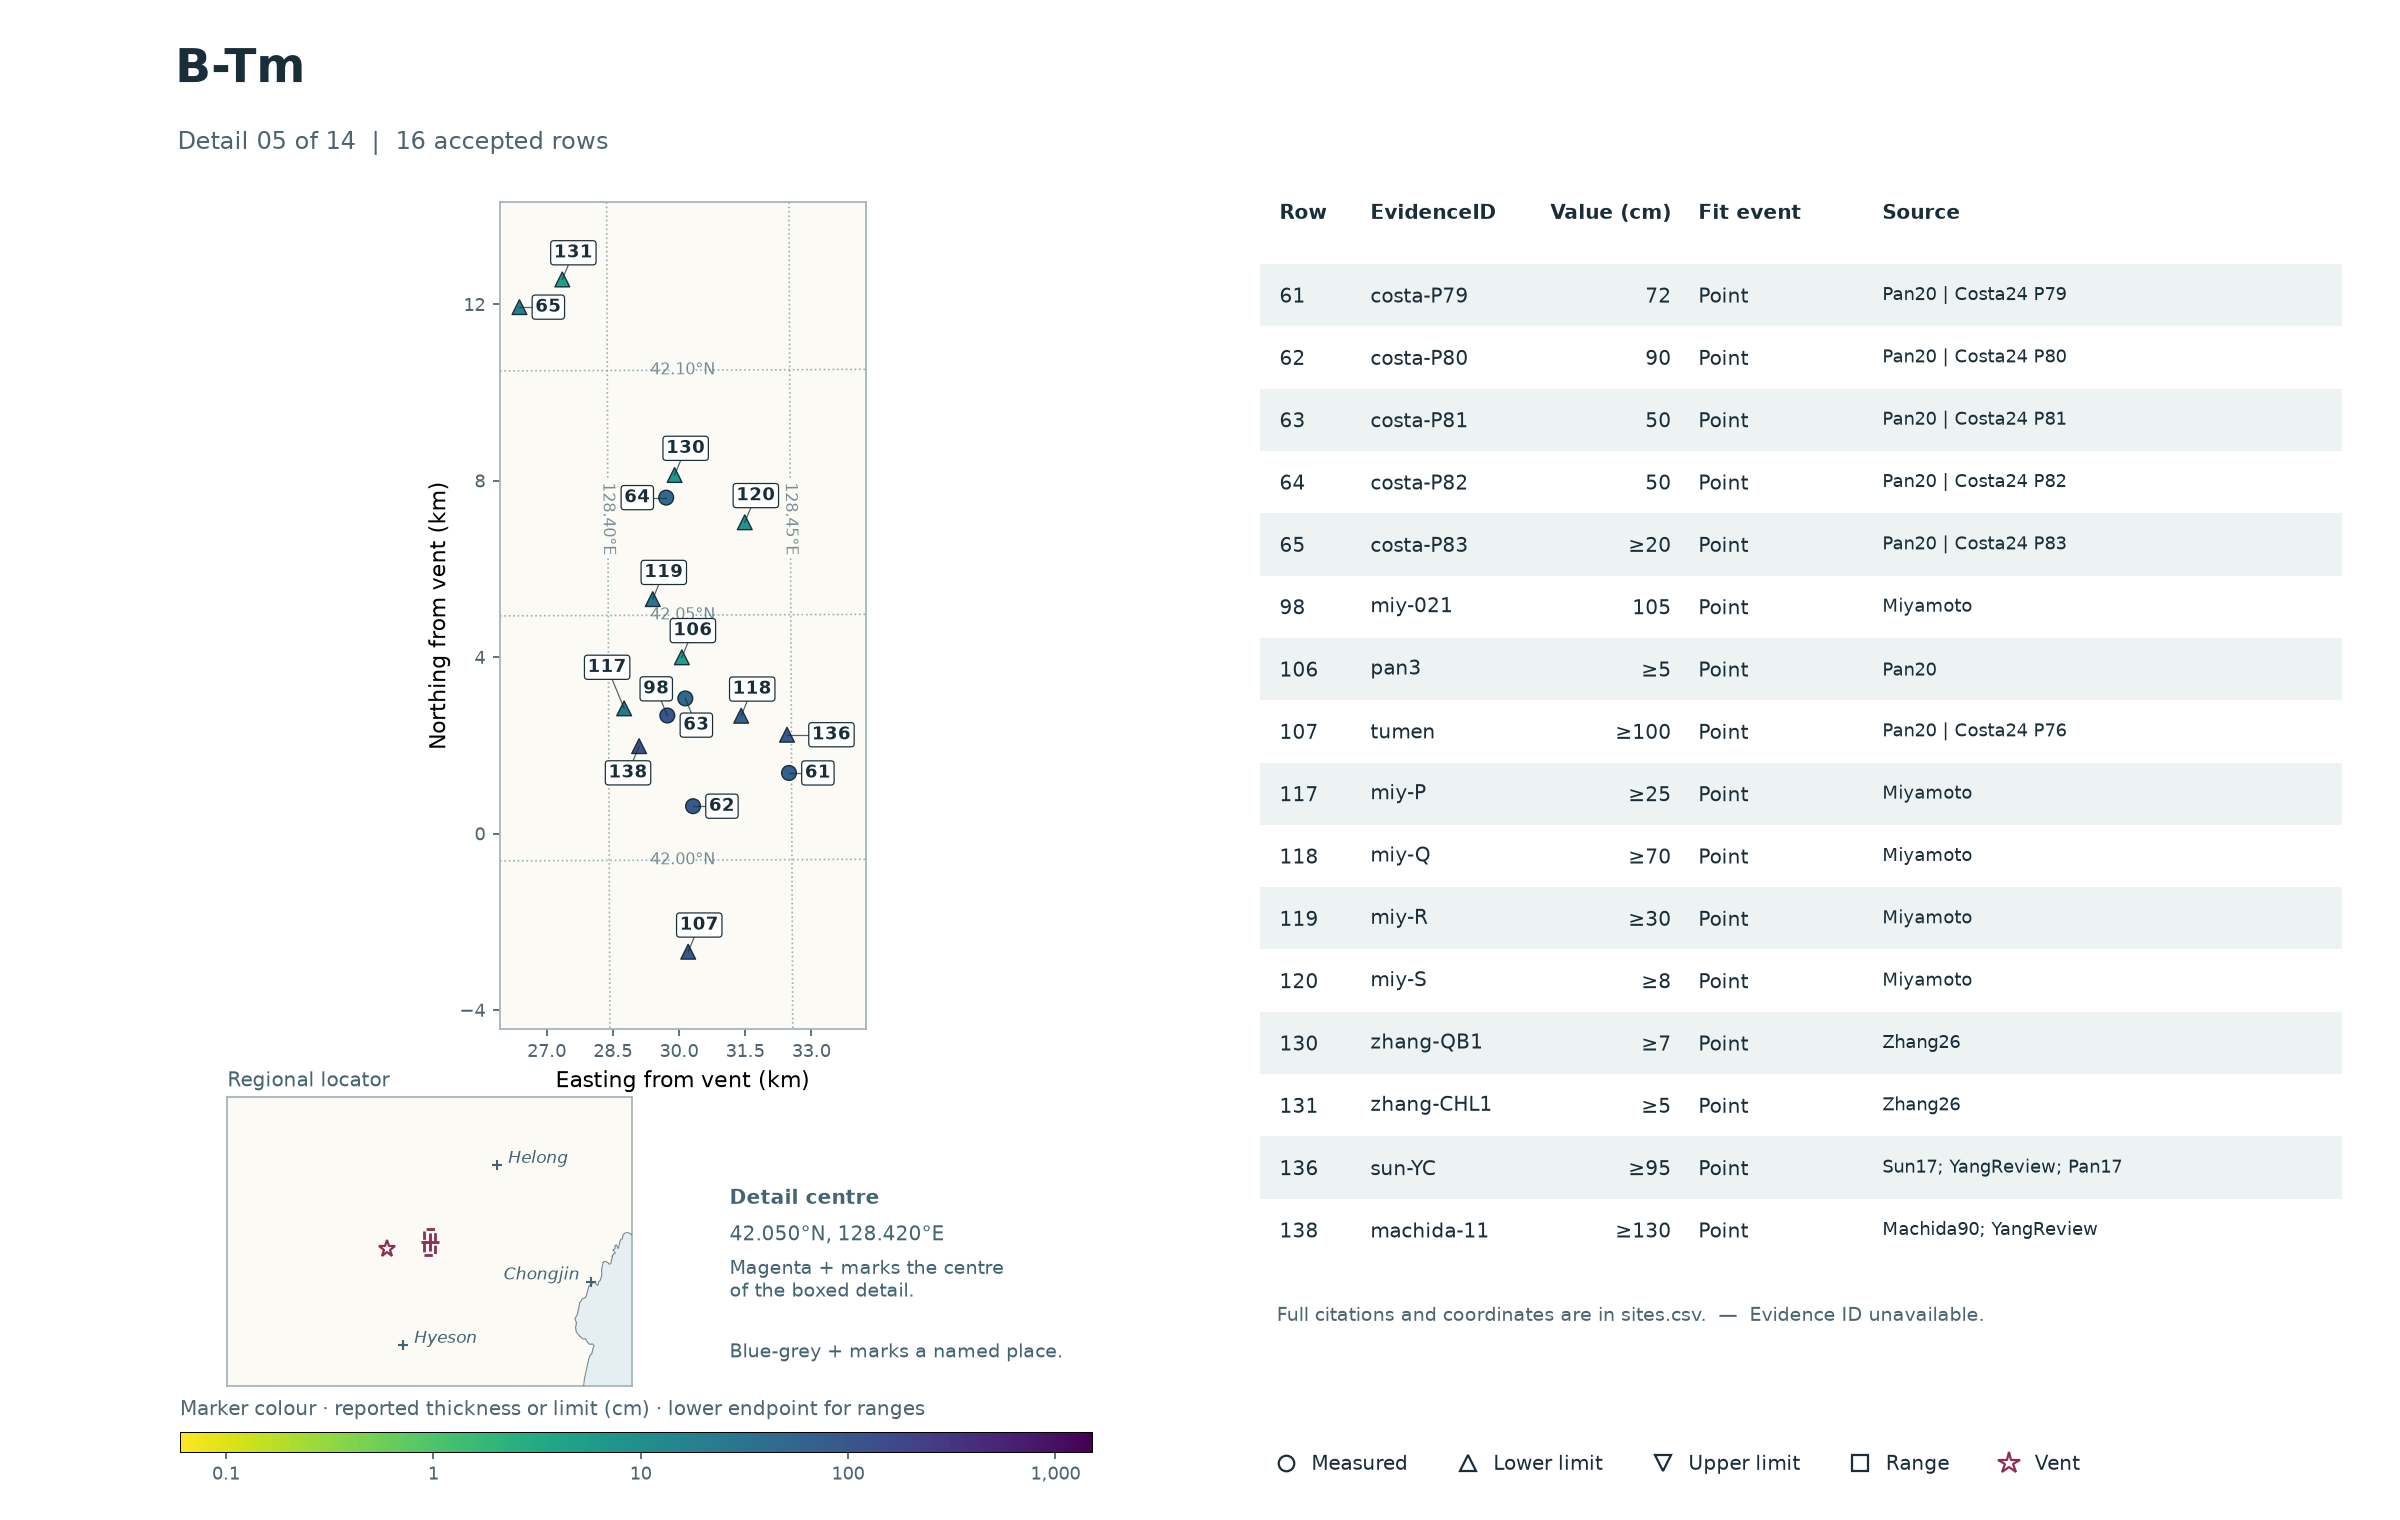 B-Tm
Detail 05 of 14 | 16 accepted rows
131
65
12
42.10°N
130
8
64
120
128.40°E
128.45°E
119
42.05°N
106
4
117
98
118
63
136
138
61
62
0
42.00°N
107
−4
27.0 28.5 30.0 31.5 33.0
Northing from vent (km)
Easting from vent (km)
Regional locator
Helong
Chongjin
Hyeson
Detail centre
42.050°N, 128.420°E
Magenta + marks the centre
of the boxed detail.
Blue-grey + marks a named place.
Marker colour · reported thickness or limit (cm) · lower endpoint for ranges
0.1 1 10 100 1,000
Row EvidenceID Value (cm) Fit event Source
61 costa-P79 72 Point Pan20 | Costa24 P79
62 costa-P80 90 Point Pan20 | Costa24 P80
63 costa-P81 50 Point Pan20 | Costa24 P81
64 costa-P82 50 Point Pan20 | Costa24 P82
65 costa-P83 ≥20 Point Pan20 | Costa24 P83
98 miy-021 105 Point Miyamoto
106 pan3 ≥5 Point Pan20
107 tumen ≥100 Point Pan20 | Costa24 P76
117 miy-P ≥25 Point Miyamoto
118 miy-Q ≥70 Point Miyamoto
119 miy-R ≥30 Point Miyamoto
120 miy-S ≥8 Point Miyamoto
130 zhang-QB1 ≥7 Point Zhang26
131 zhang-CHL1 ≥5 Point Zhang26
136 sun-YC ≥95 Point Sun17; YangReview; Pan17
138 machida-11 ≥130 Point Machida90; YangReview
Full citations and coordinates are in sites.csv. — Evidence ID unavailable.
Measured Lower limit Upper limit Range Vent